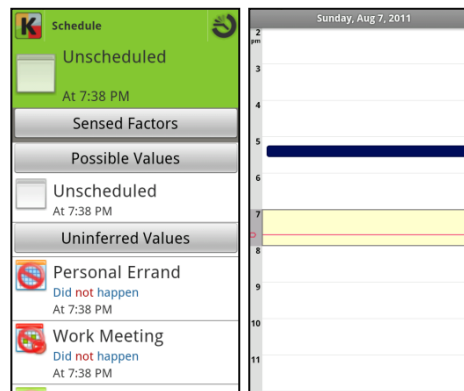 K Schedule
Unscheduled
At 7:38 PM
Sensed Factors
Possible Values
Unscheduled
At 7:38 PM
Uninferred Values
Personal Errand
Did not happen
At 7:38 PM
Work Meeting
Did not happen
At 7:38 PM
Sunday, Aug 7, 2011
2
pm
3
4
5
6
7
8
9
10
11